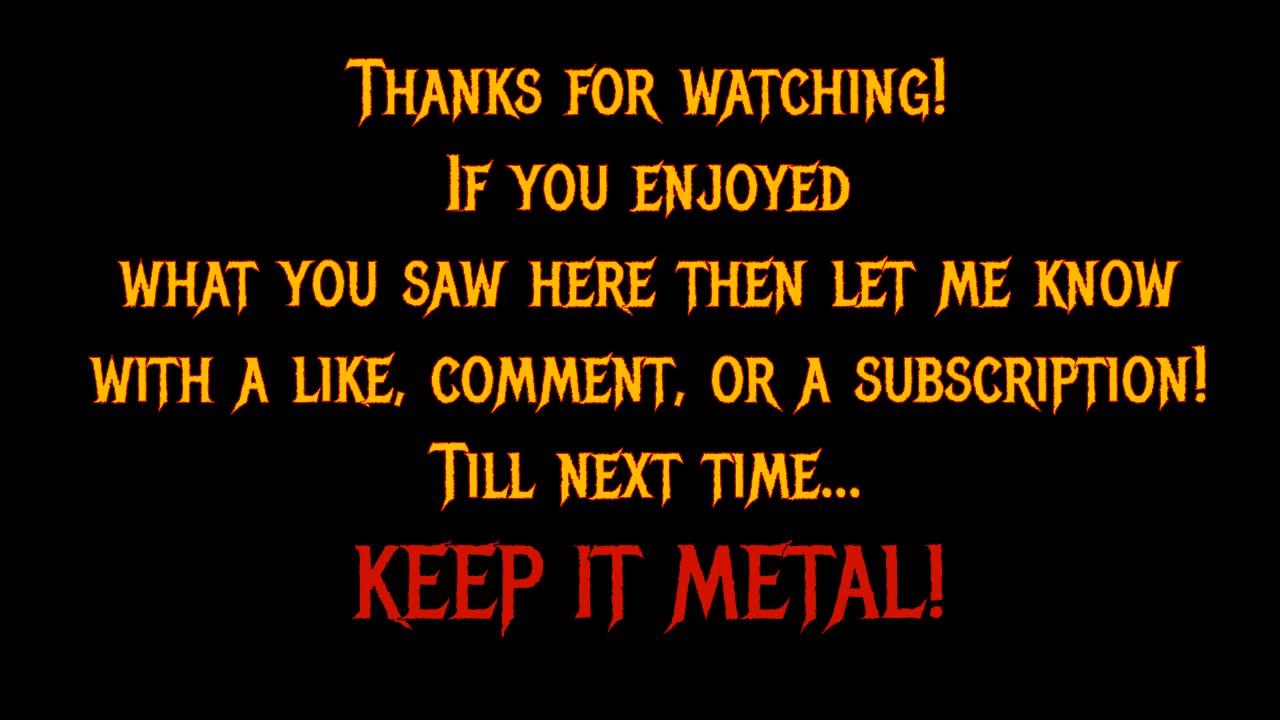 Thanks for watching!
If you enjoyed
what you saw here then let me know
with a like, comment, or a subscription!
Till next time...
KEEP IT METAL!